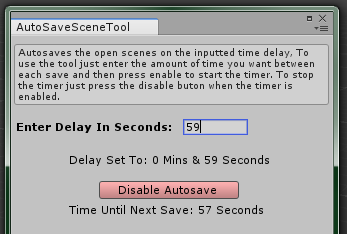 AutoSaveSceneTool
Autosaves the open scenes on the inputted time delay, To
use the tool just enter the amount of time you want between
each save and then press enable to start the timer. To stop
the timer just press the disable buton when the timer is
enabled.
Enter Delay In Seconds: 59
Delay Set To: 0 Mins & 59 Seconds
Disable Autosave
Time Until Next Save: 57 Seconds